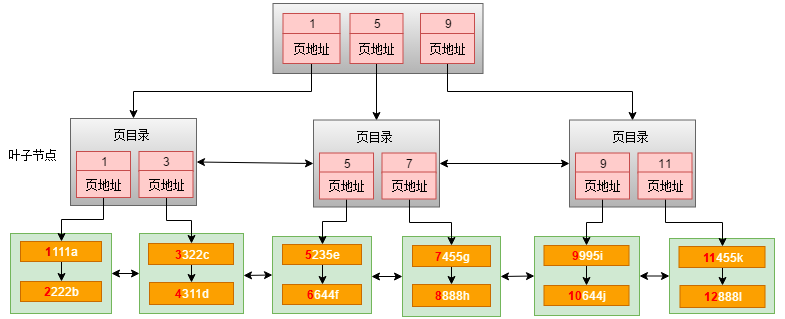 1 5 9
页地址 页地址 页地址
页目录 页目录 页目录
叶子节点
1 3 5 7 9 11
页地址 页地址 页地址 页地址 页地址 页地址
1111a 3322c 5235e 7455g 9995i 11455k
2222b 4311d 6644f 8888h 10644j 12888l